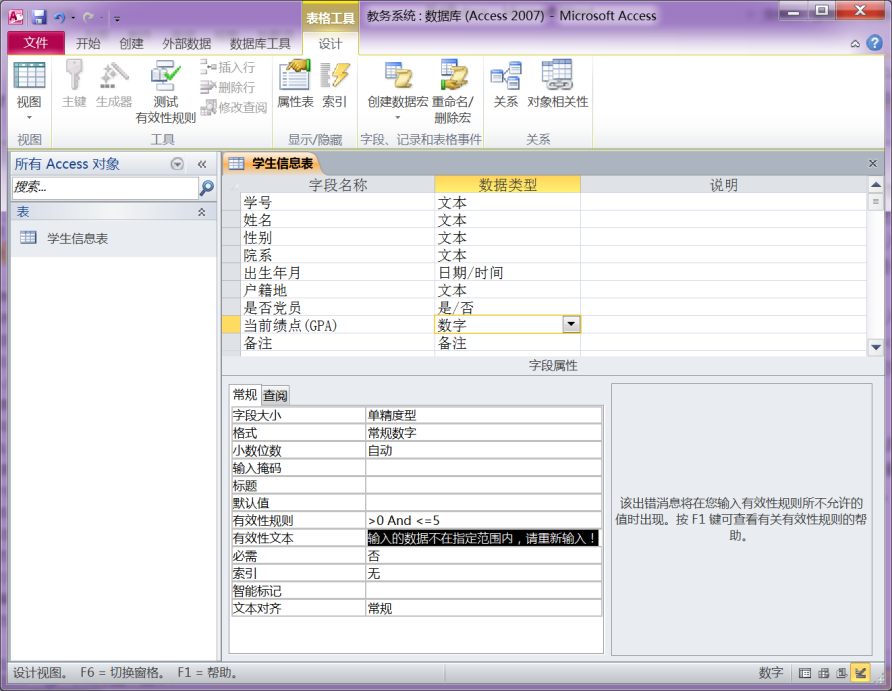 表格工具
教务系统 : 数据库 (Access 2007) - Microsoft Access
文件 开始 创建 外部数据 数据库工具 设计
视图 主键 生成器 测试有效性规则 插入行 删除行 修改查阅 属性表 索引 创建数据宏 重命名/删除宏 关系 对象相关性
视图 工具 显示/隐藏 字段、记录和表格事件 关系
所有 Access 对象 «
搜索...
表
学生信息表
学生信息表
字段名称 数据类型 说明
学号 文本
姓名 文本
性别 文本
院系 文本
出生年月 日期/时间
户籍地 文本
是否党员 是/否
当前绩点(GPA) 数字
备注 备注
字段属性
常规 查阅
字段大小 单精度型
格式 常规数字
小数位数 自动
输入掩码
标题
默认值
有效性规则 >0 And <=5
有效性文本 输入的数据不在指定范围内，请重新输入！
必需 否
索引 无
智能标记
文本对齐 常规
该出错消息将在您输入有效性规则所不允许的
值时出现。按 F1 键可查看有关有效性规则的帮
助。
设计视图。 F6 = 切换窗格。 F1 = 帮助。 数字